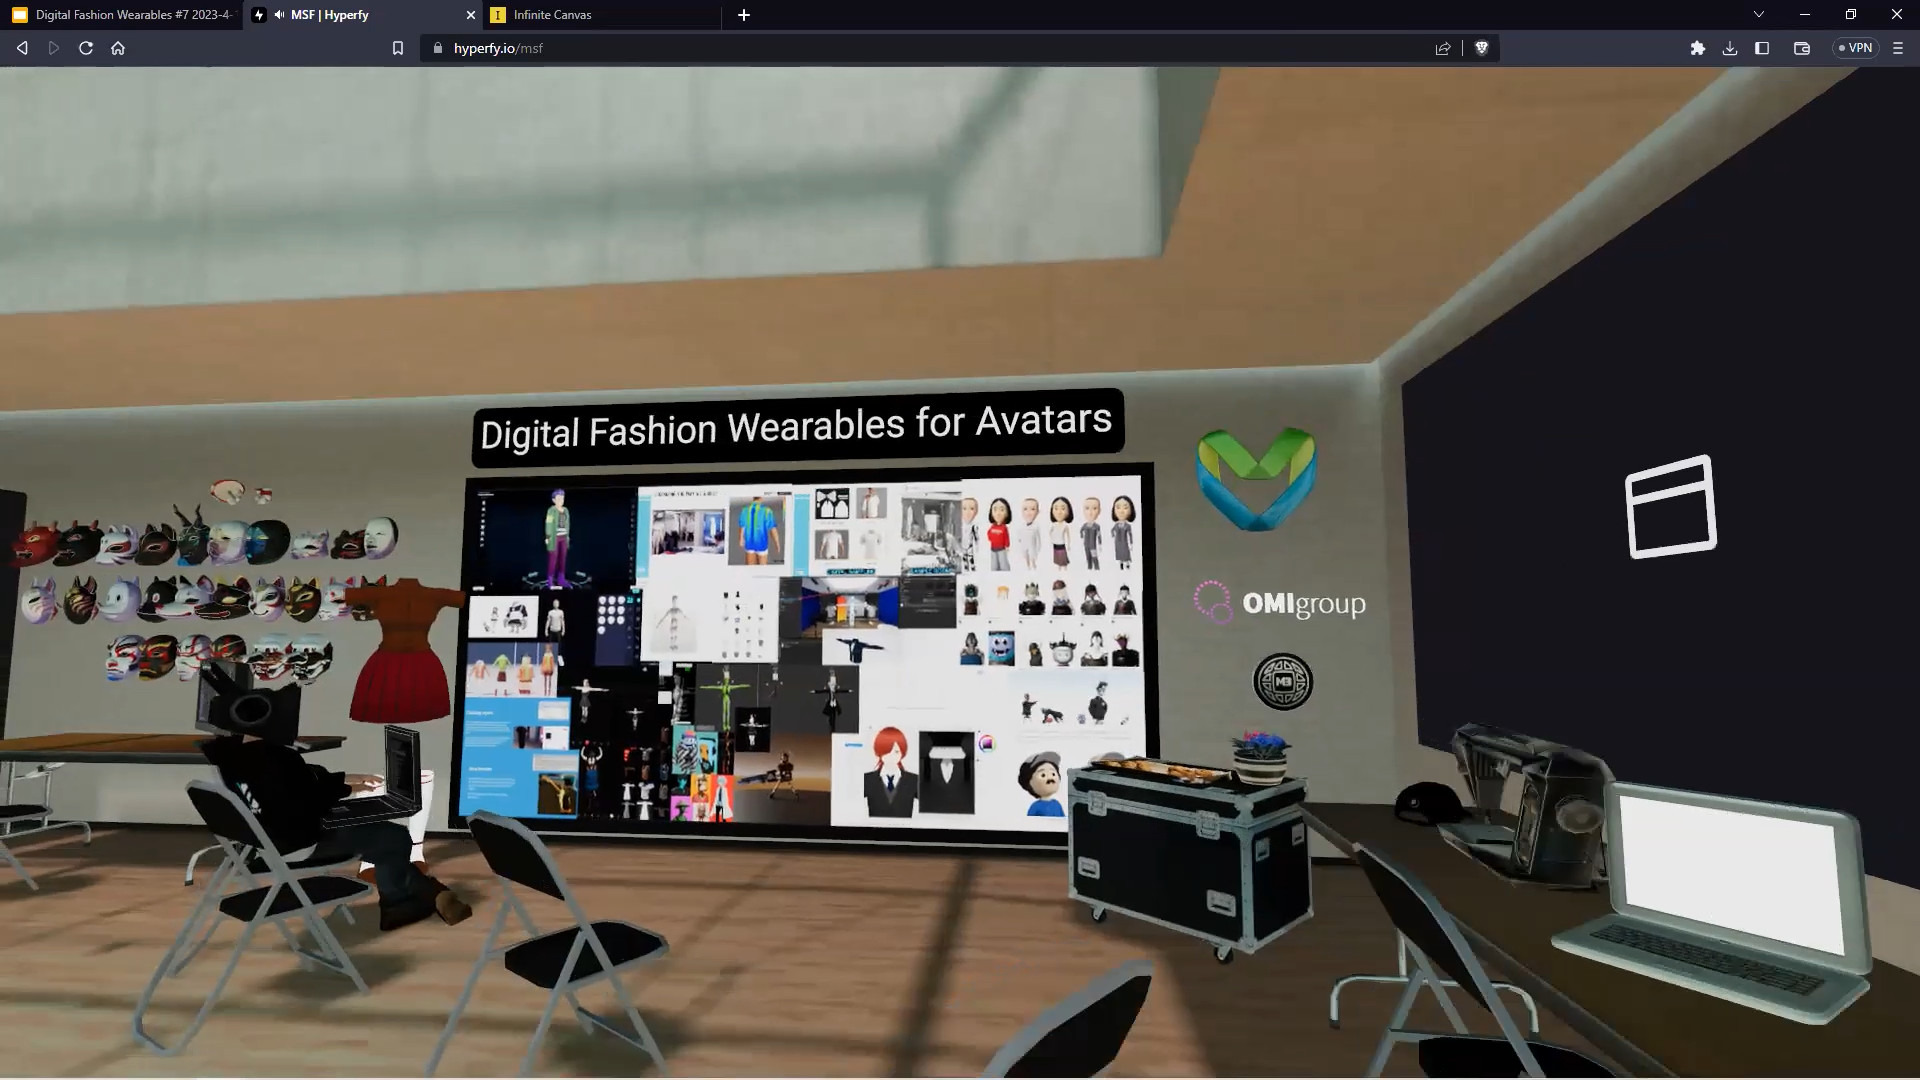 Digital Fashion Wearables #7 2023-4-
MSF | Hyperfy
Infinite Canvas
hyperfy.io/msf
VPN
Digital Fashion Wearables for Avatars
OMIgroup
M3